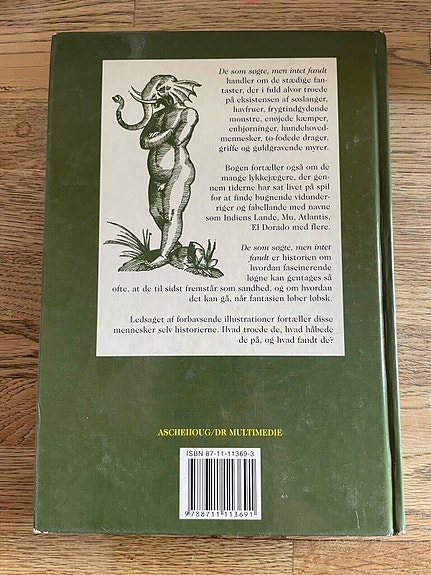 De som søgte, men intet fandt
handler om de stædige fan-
taster, der i fuld alvor troede
på eksistensen af søslanger,
havfruer, frygtindgydende
monstre, enøjede kæmper,
enhjørninger, hundehoved-
mennesker, to-fodede drager,
griffe og guldgravende myrer.
Bogen fortæller også om de
mange lykkejægere, der gen-
nem tiderne har sat livet på spil
for at finde bugnende vidunder-
riger og fabellande med navne
som Indiens Lande, Mu, Atlantis,
El Dorado med flere.
De som søgte, men intet
fandt er historien om
hvordan fascinerende
løgne kan gentages så
ofte, at de til sidst fremstår som sandhed, og om hvordan
det kan gå, når fantasien løber løbsk.
Ledsaget af forbavsende illustrationer fortæller disse
mennesker selv historierne. Hvad troede de, hvad håbede
de på, og hvad fandt de?
ASCHEHOUG/DR MULTIMEDIE
ISBN 87-11-11369-3
9 788711 113691